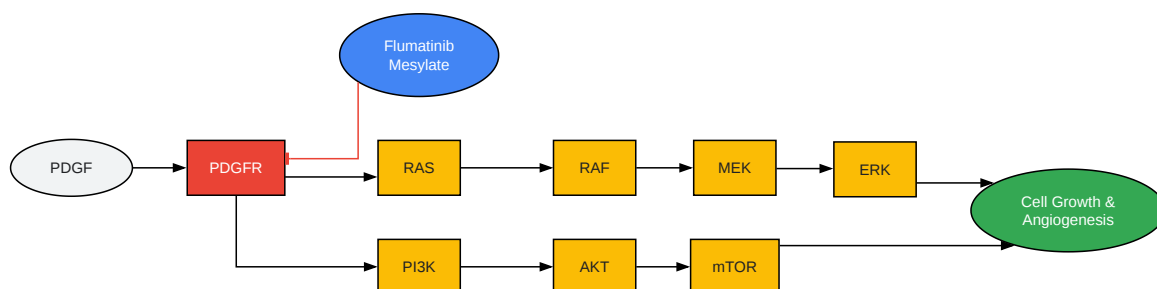 Flumatinib
Mesylate
PDGF
PDGFR
RAS
RAF
MEK
ERK
Cell Growth &
Angiogenesis
PI3K
AKT
mTOR